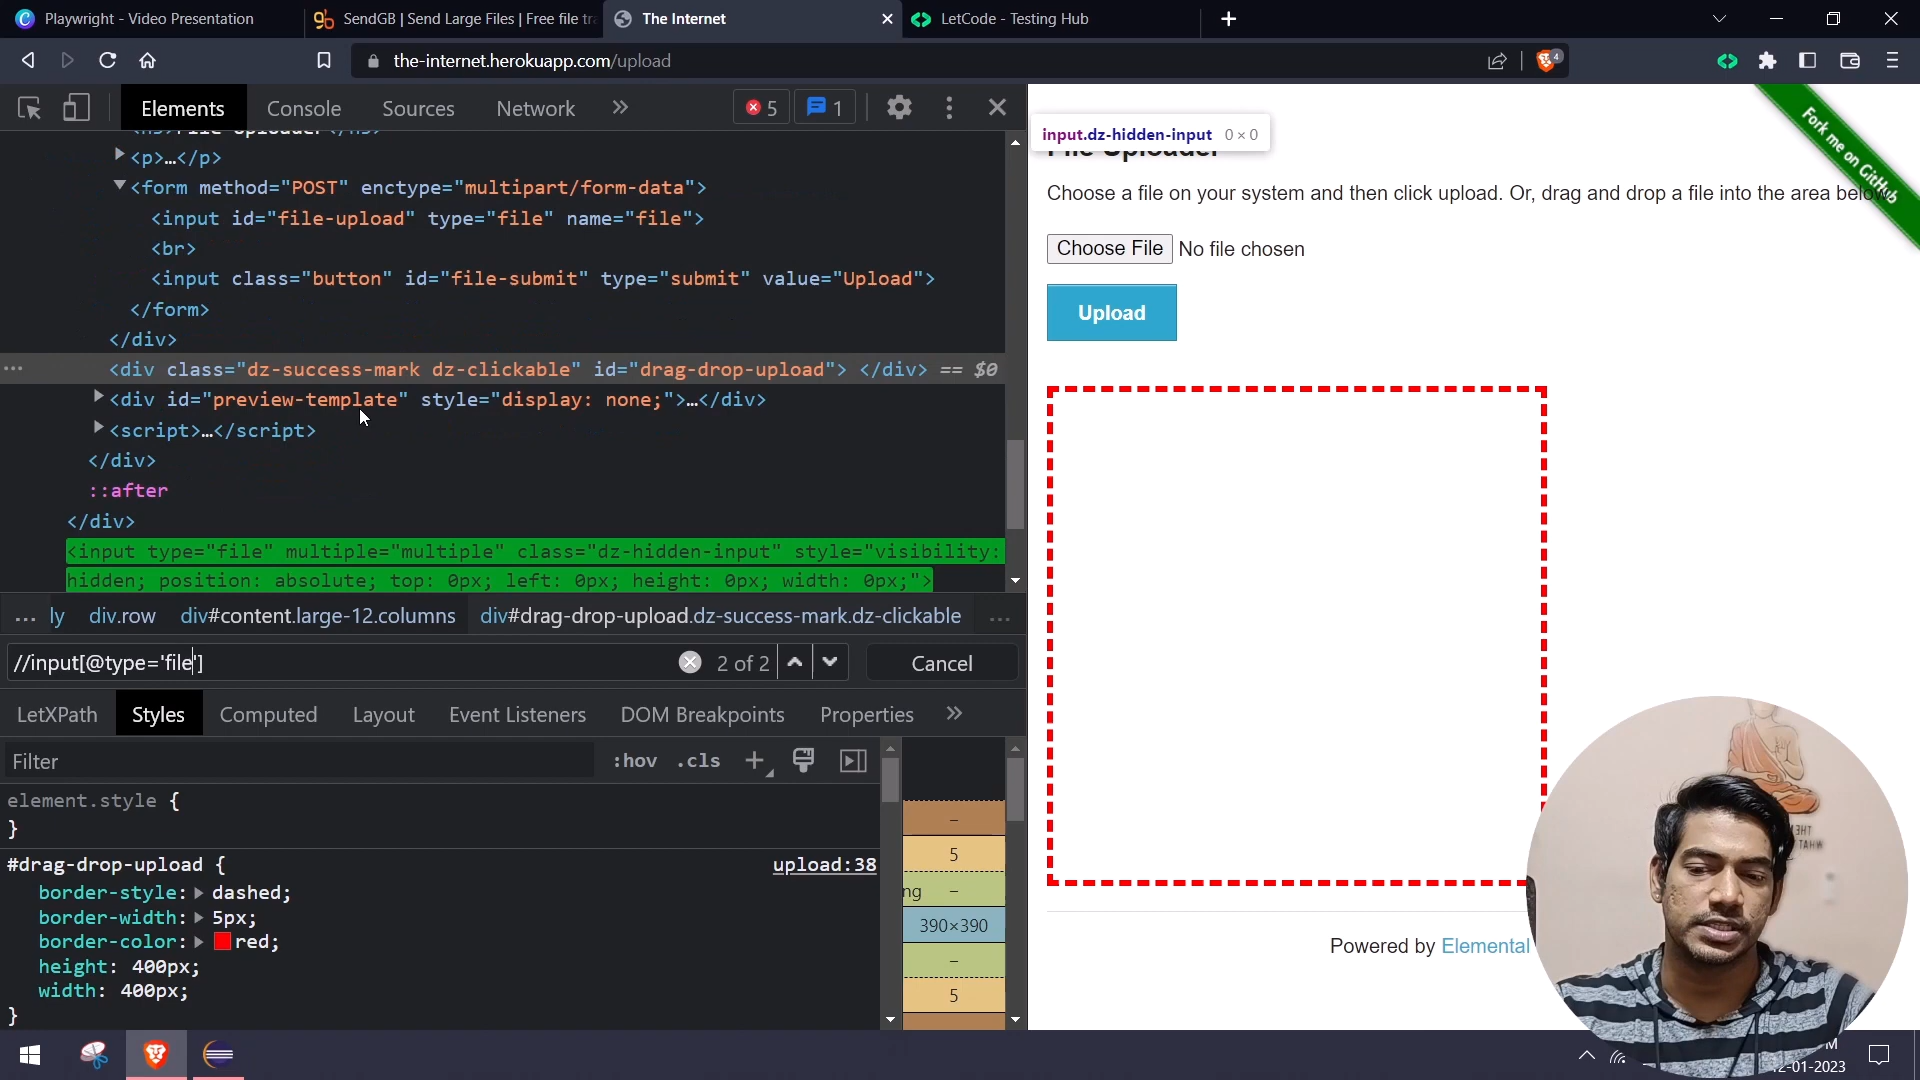 Playwright - Video Presentation
SendGB | Send Large Files | Free file tra
The Internet
LetCode - Testing Hub
the-internet.herokuapp.com/upload
4
Elements
Console
Sources
Network
5
1
<p>…</p>
<form method="POST" enctype="multipart/form-data">
<input id="file-upload" type="file" name="file">
<br>
<input class="button" id="file-submit" type="submit" value="Upload">
</form>
</div>
<div class="dz-success-mark dz-clickable" id="drag-drop-upload"> </div> == $0
<div id="preview-template" style="display: none;">…</div>
<script>…</script>
</div>
::after
</div>
<input type="file" multiple="multiple" class="dz-hidden-input" style="visibility:
hidden; position: absolute; top: 0px; left: 0px; height: 0px; width: 0px;">
... ly div.row div#content.large-12.columns div#drag-drop-upload.dz-success-mark.dz-clickable ...
//input[@type='file']
2 of 2
Cancel
LetXPath
Styles
Computed
Layout
Event Listeners
DOM Breakpoints
Properties
Filter
:hov
.cls
element.style {
}
#drag-drop-upload {
upload:38
border-style: dashed;
border-width: 5px;
border-color: red;
height: 400px;
width: 400px;
}
–
5
ng –
390×390
–
5
input.dz-hidden-input 0 × 0
File Uploader
Choose a file on your system and then click upload. Or, drag and drop a file into the area below.
Choose File No file chosen
Upload
Powered by Elemental
Fork me on GitHub